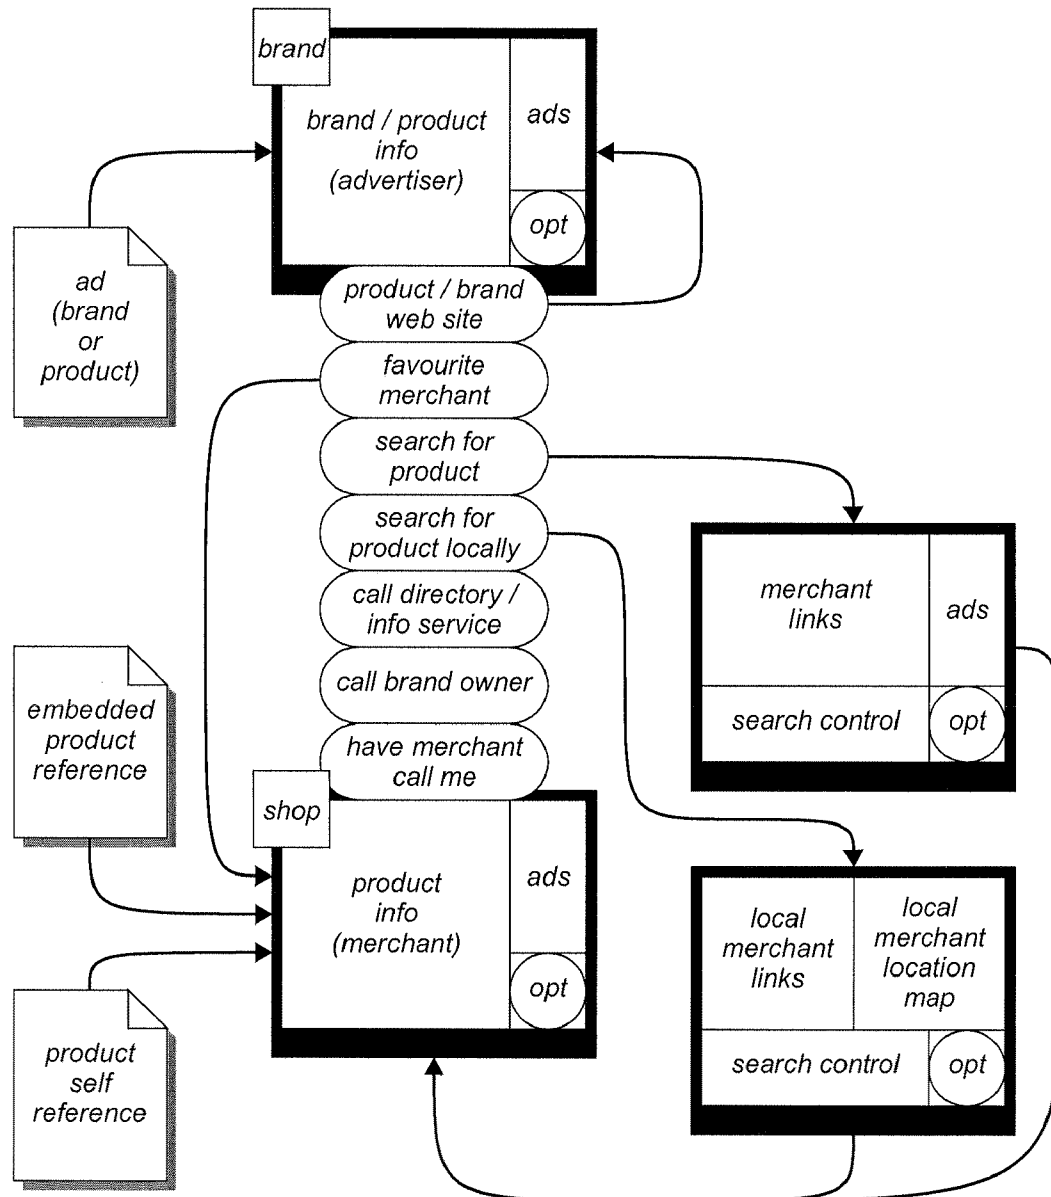 brand
brand / product
info
(advertiser)
ads
opt
ad
(brand
or
product)
product / brand
web site
favourite
merchant
search for
product
search for
product locally
call directory /
info service
call brand owner
have merchant
call me
merchant
links
ads
search control
opt
embedded
product
reference
shop
product
info
(merchant)
ads
opt
local
merchant
links
local
merchant
location
map
search control
opt
product
self
reference